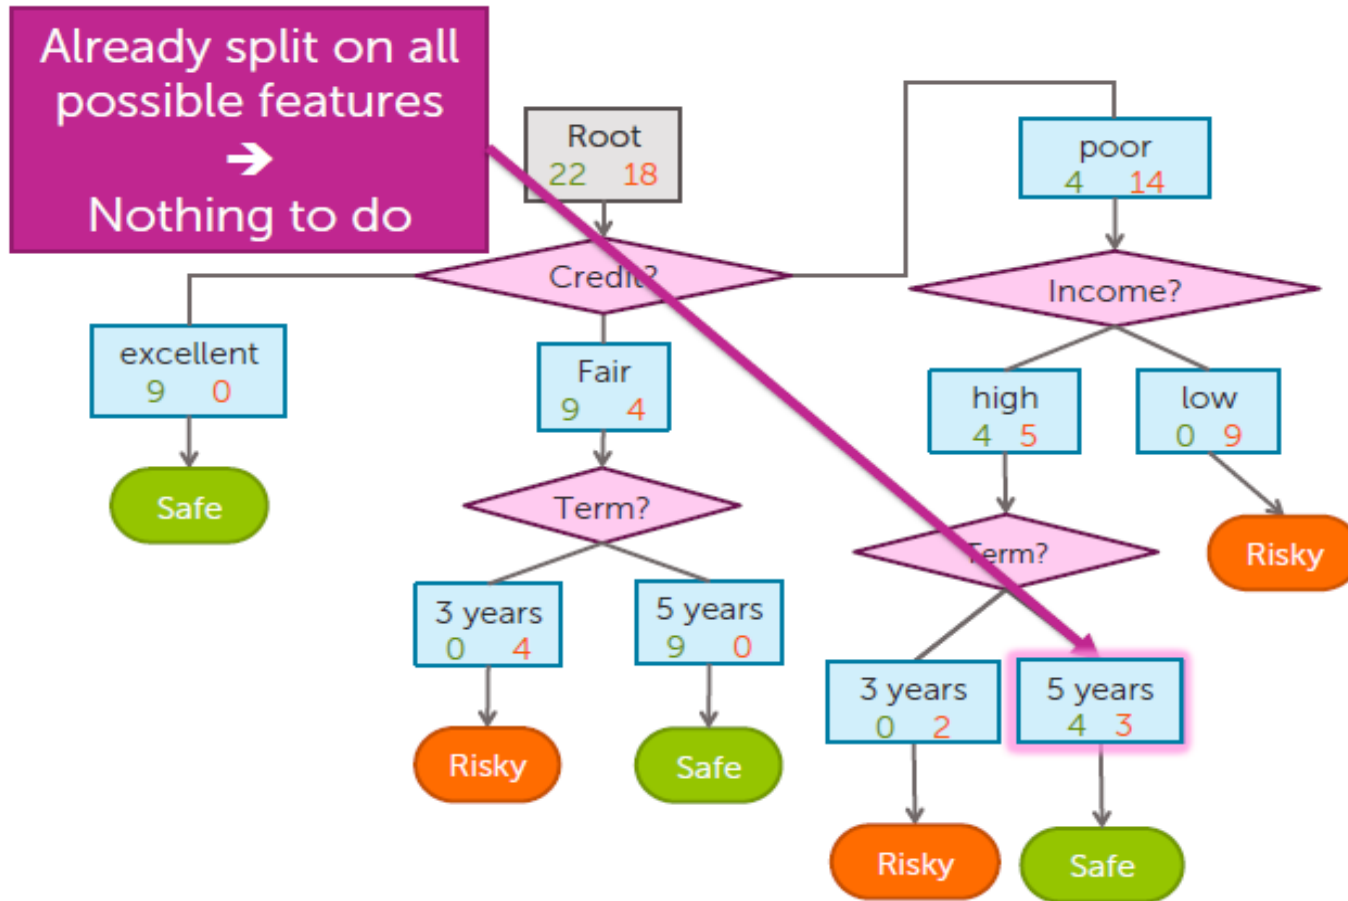 Already split on all
possible features
➔
Nothing to do
Root
22 18
Credit?
excellent
9 0
Safe
Fair
9 4
Term?
3 years
0 4
Risky
5 years
9 0
Safe
poor
4 14
Income?
high
4 5
Term?
3 years
0 2
Risky
5 years
4 3
Safe
low
0 9
Risky